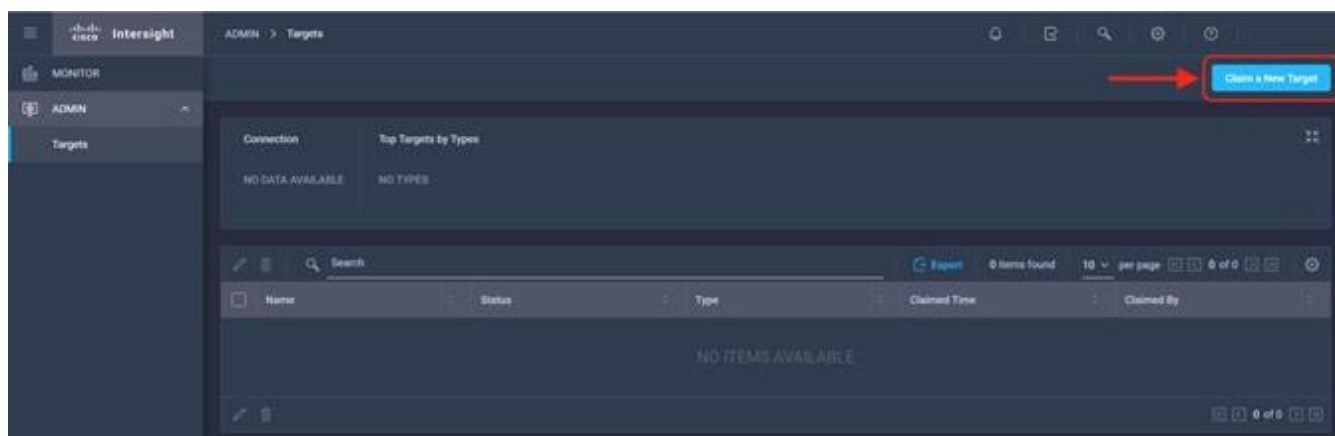 cisco Intersight ADMIN > Targets
MONITOR
Claim a New Target
ADMIN
Targets
Connection Top Targets by Types
NO DATA AVAILABLE NO TYPES
Search Export 0 items found 10 per page 0 of 0
Name Status Type Claimed Time Claimed By
NO ITEMS AVAILABLE
0 of 0